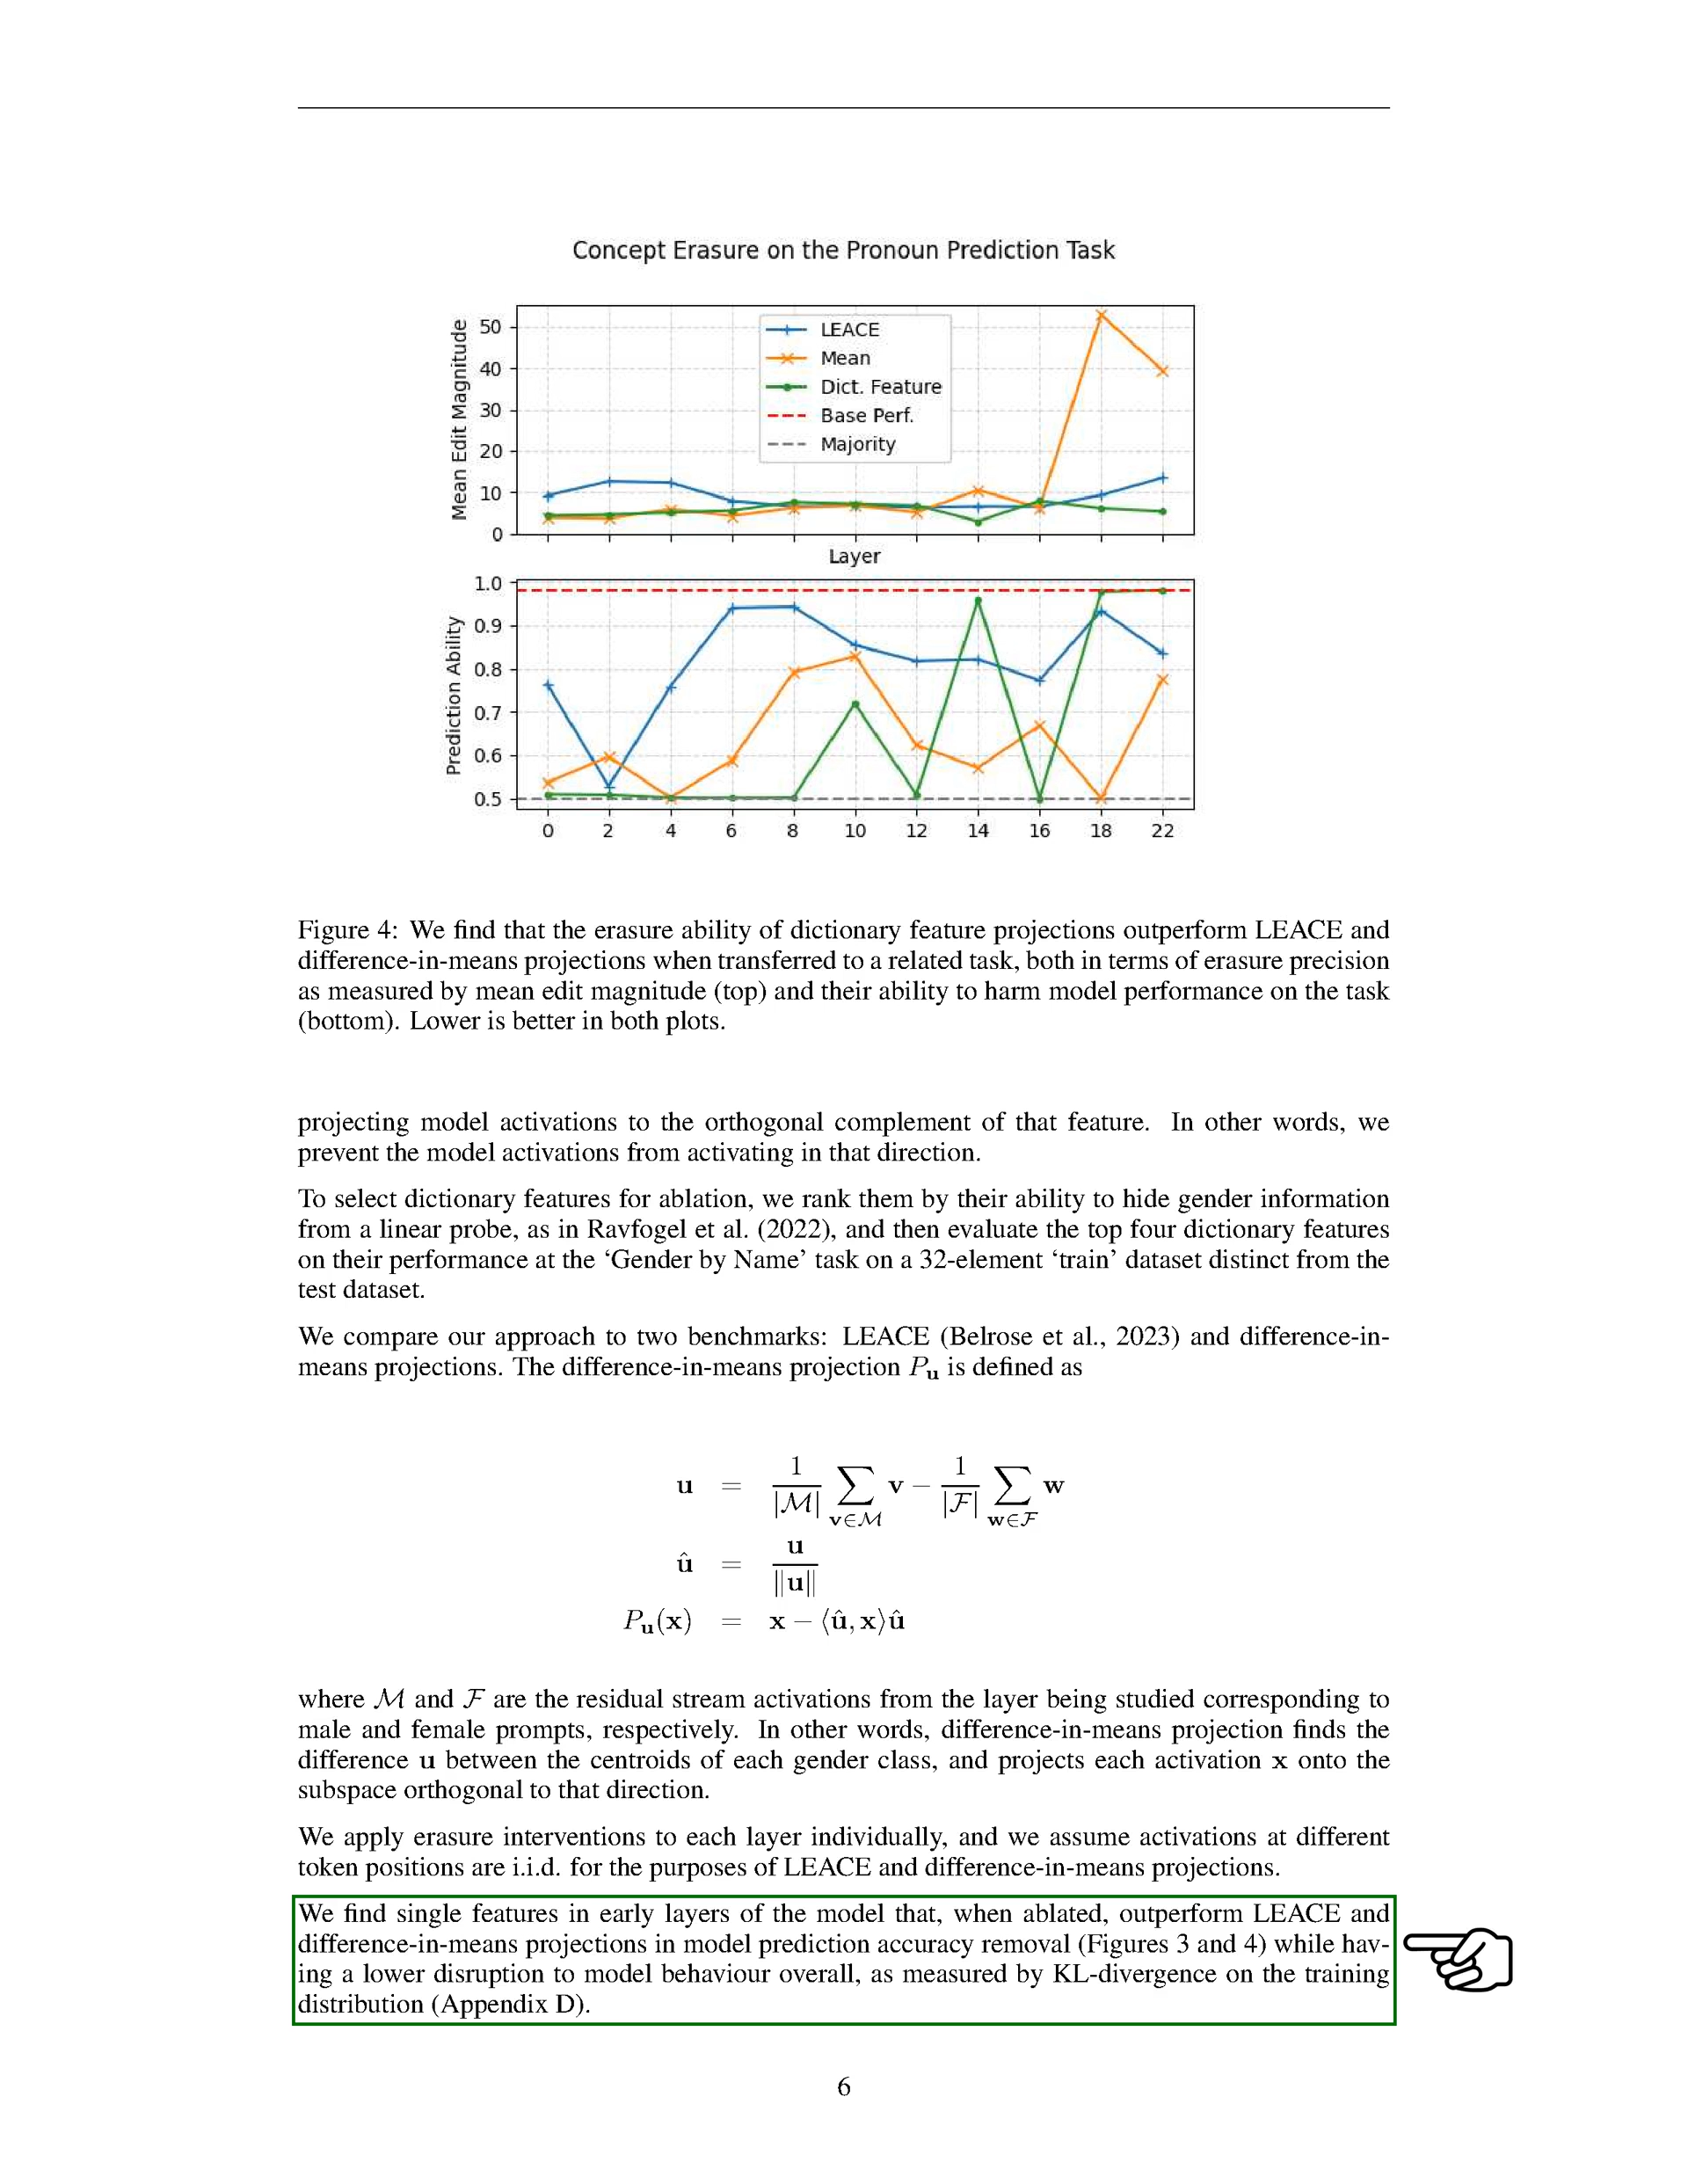 Concept Erasure on the Pronoun Prediction Task
Mean Edit Magnitude
50
40
30
20
10
0
LEACE
Mean
Dict. Feature
Base Perf.
Majority
Layer
Prediction Ability
1.0
0.9
0.8
0.7
0.6
0.5
0 2 4 6 8 10 12 14 16 18 22
Figure 4: We find that the erasure ability of dictionary feature projections outperform LEACE and
difference-in-means projections when transferred to a related task, both in terms of erasure precision
as measured by mean edit magnitude (top) and their ability to harm model performance on the task
(bottom). Lower is better in both plots.
projecting model activations to the orthogonal complement of that feature. In other words, we
prevent the model activations from activating in that direction.
To select dictionary features for ablation, we rank them by their ability to hide gender information
from a linear probe, as in Ravfogel et al. (2022), and then evaluate the top four dictionary features
on their performance at the ‘Gender by Name’ task on a 32-element ‘train’ dataset distinct from the
test dataset.
We compare our approach to two benchmarks: LEACE (Belrose et al., 2023) and difference-in-
means projections. The difference-in-means projection P_u is defined as
u = 1/|ℳ| ∑_{v∈ℳ} v − 1/|ℱ| ∑_{w∈ℱ} w
û = u/‖u‖
P_u(x) = x − ⟨û, x⟩û
where ℳ and ℱ are the residual stream activations from the layer being studied corresponding to
male and female prompts, respectively. In other words, difference-in-means projection finds the
difference u between the centroids of each gender class, and projects each activation x onto the
subspace orthogonal to that direction.
We apply erasure interventions to each layer individually, and we assume activations at different
token positions are i.i.d. for the purposes of LEACE and difference-in-means projections.
We find single features in early layers of the model that, when ablated, outperform LEACE and
difference-in-means projections in model prediction accuracy removal (Figures 3 and 4) while hav-
ing a lower disruption to model behaviour overall, as measured by KL-divergence on the training
distribution (Appendix D).
6